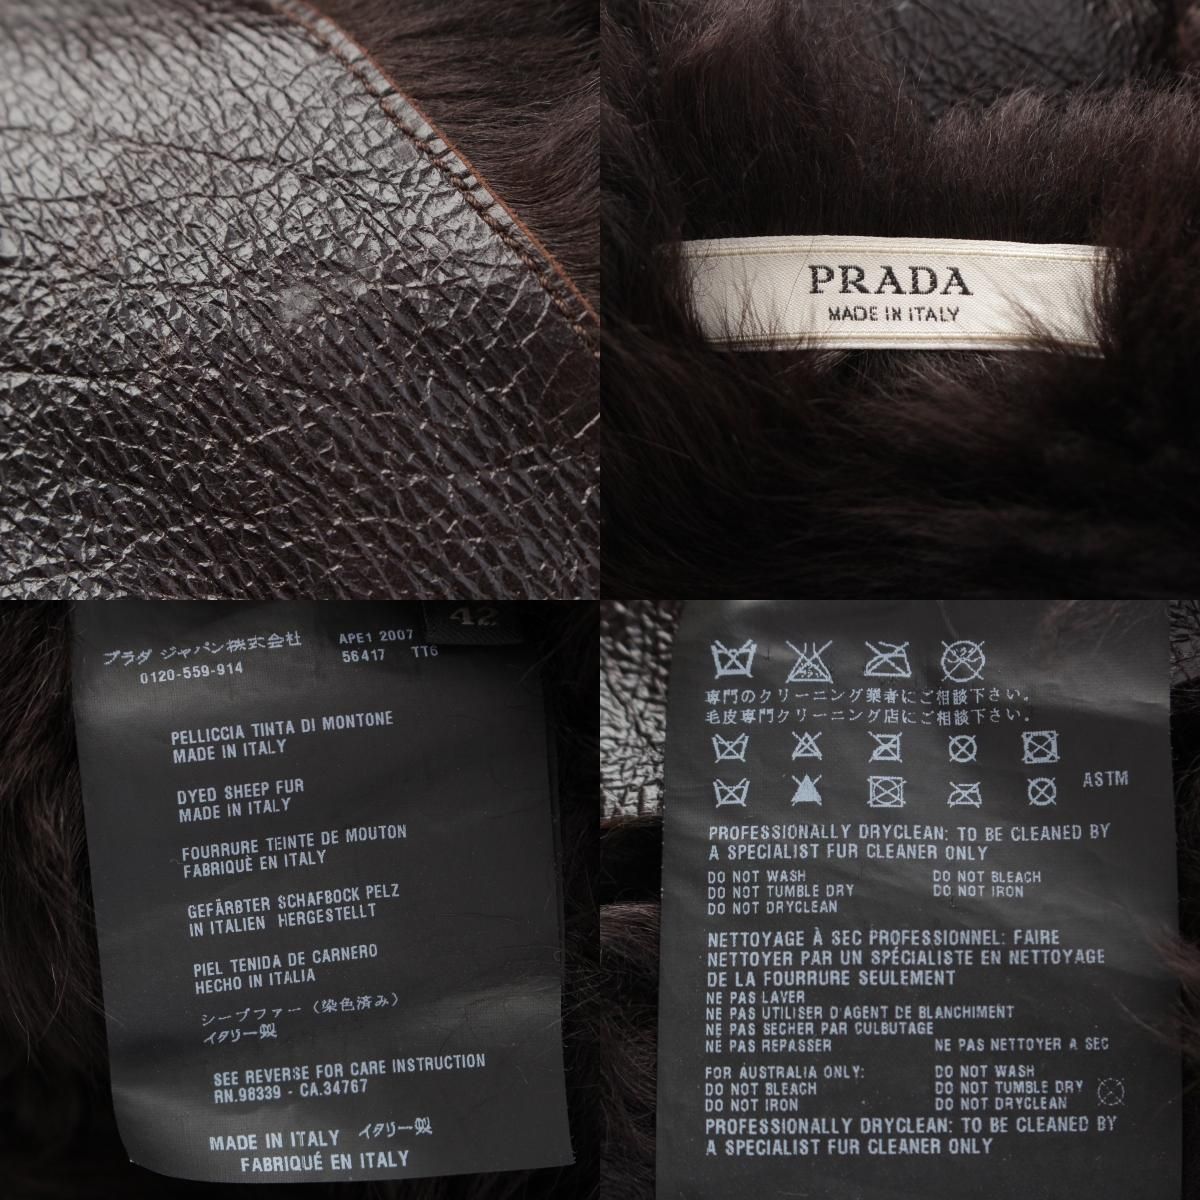 PRADA
MADE IN ITALY
42
プラダ ジャパン株式会社
0120-559-914
APE1 2007
56417 TT6
PELLICCIA TINTA DI MONTONE
MADE IN ITALY
DYED SHEEP FUR
MADE IN ITALY
FOURRURE TEINTE DE MOUTON
FABRIQUÈ EN ITALY
GEFÄRBTER SCHAFBOCK PELZ
IN ITALIEN HERGESTELLT
PIEL TENIDA DE CARNERO
HECHO IN ITALIA
シープファー(染色済み)
イタリー製
SEE REVERSE FOR CARE INSTRUCTION
RN.98339 - CA.34767
MADE IN ITALY イタリー製
FABRIQUÉ EN ITALY
専門のクリーニング業者にご相談下さい。
毛皮専門クリーニング店にご相談下さい。
ASTM
PROFESSIONALLY DRYCLEAN: TO BE CLEANED BY
A SPECIALIST FUR CLEANER ONLY
DO NOT WASH DO NOT BLEACH
DO NOT TUMBLE DRY DO NOT IRON
DO NOT DRYCLEAN
NETTOYAGE À SEC PROFESSIONNEL: FAIRE
NETTOYER PAR UN SPÉCIALISTE EN NETTOYAGE
DE LA FOURRURE SEULEMENT
NE PAS LAVER
NE PAS UTILISER D'AGENT DE BLANCHIMENT
NE PAS SECHER PAR CULBUTAGE
NE PAS REPASSER NE PAS NETTOYER A SEC
FOR AUSTRALIA ONLY: DO NOT WASH
DO NOT BLEACH DO NOT TUMBLE DRY
DO NOT IRON DO NOT DRYCLEAN
PROFESSIONALLY DRYCLEAN: TO BE CLEANED BY
A SPECIALIST FUR CLEANER ONLY